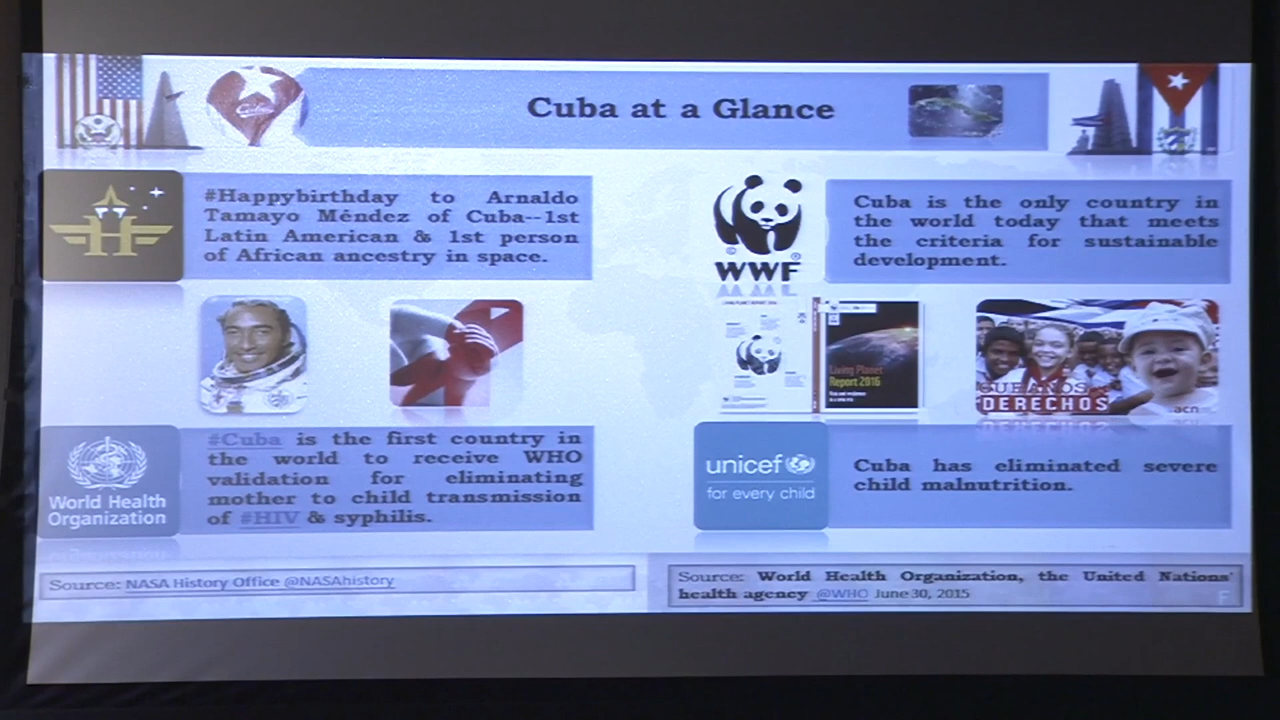 Cuba at a Glance
#Happybirthday to Arnaldo
Tamayo Méndez of Cuba--1st
Latin American & 1st person
of African ancestry in space.
H
WWF
Cuba is the only country in
the world today that meets
the criteria for sustainable
development.
Living Planet
Report 2016
CUBANOS
DERECHOS
acn
World Health
Organization
#Cuba is the first country in
the world to receive WHO
validation for eliminating
mother to child transmission
of #HIV & syphilis.
unicef
for every child
Cuba has eliminated severe
child malnutrition.
Source: NASA History Office @NASAhistory
Source: World Health Organization, the United Nations'
health agency @WHO June 30, 2015
F